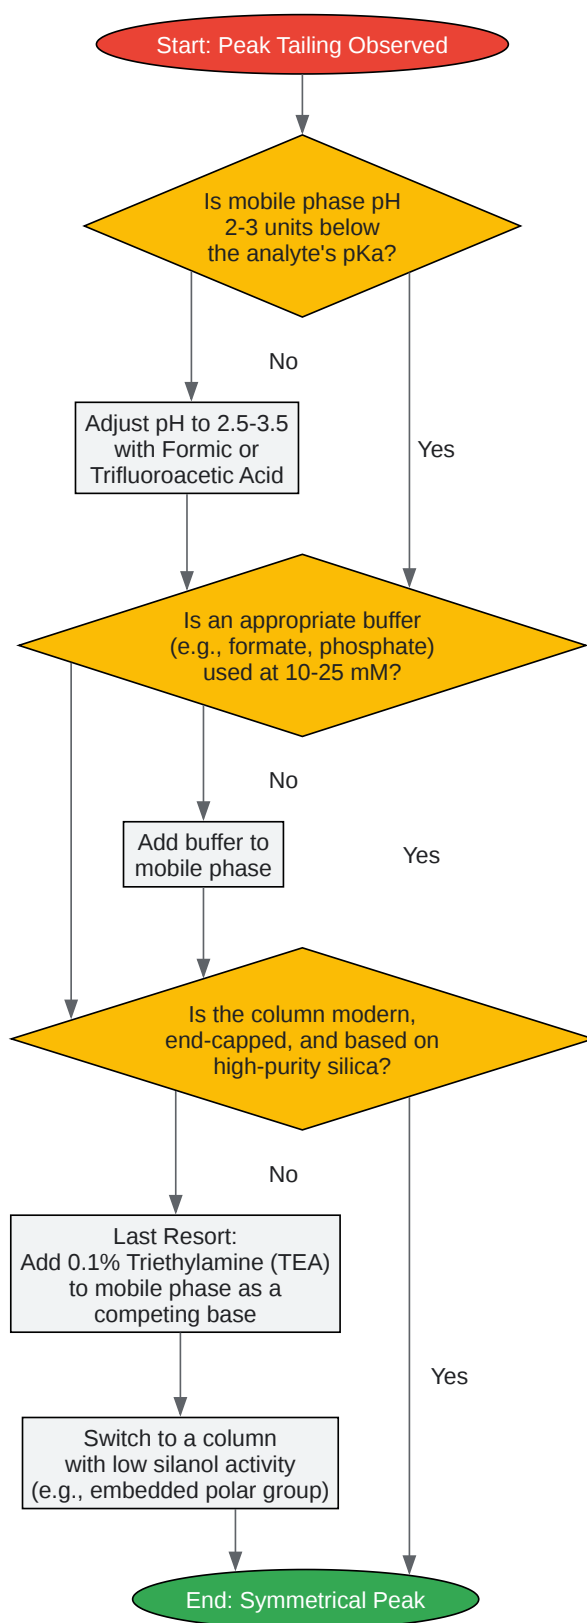 Start: Peak Tailing Observed
Is mobile phase pH
2-3 units below
the analyte's pKa?
No
Adjust pH to 2.5-3.5
with Formic or
Trifluoroacetic Acid
Yes
Is an appropriate buffer
(e.g., formate, phosphate)
used at 10-25 mM?
No
Add buffer to
mobile phase
Yes
Is the column modern,
end-capped, and based on
high-purity silica?
No
Last Resort:
Add 0.1% Triethylamine (TEA)
to mobile phase as a
competing base
Yes
Switch to a column
with low silanol activity
(e.g., embedded polar group)
End: Symmetrical Peak